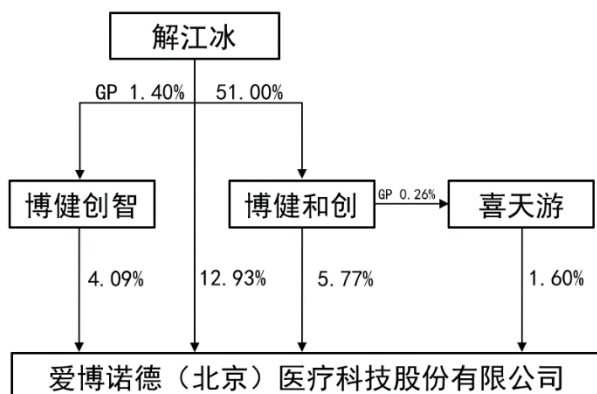 解江冰
GP 1.40%
51.00%
博健创智
博健和创
GP 0.26%
喜天游
4.09%
12.93%
5.77%
1.60%
爱博诺德（北京）医疗科技股份有限公司